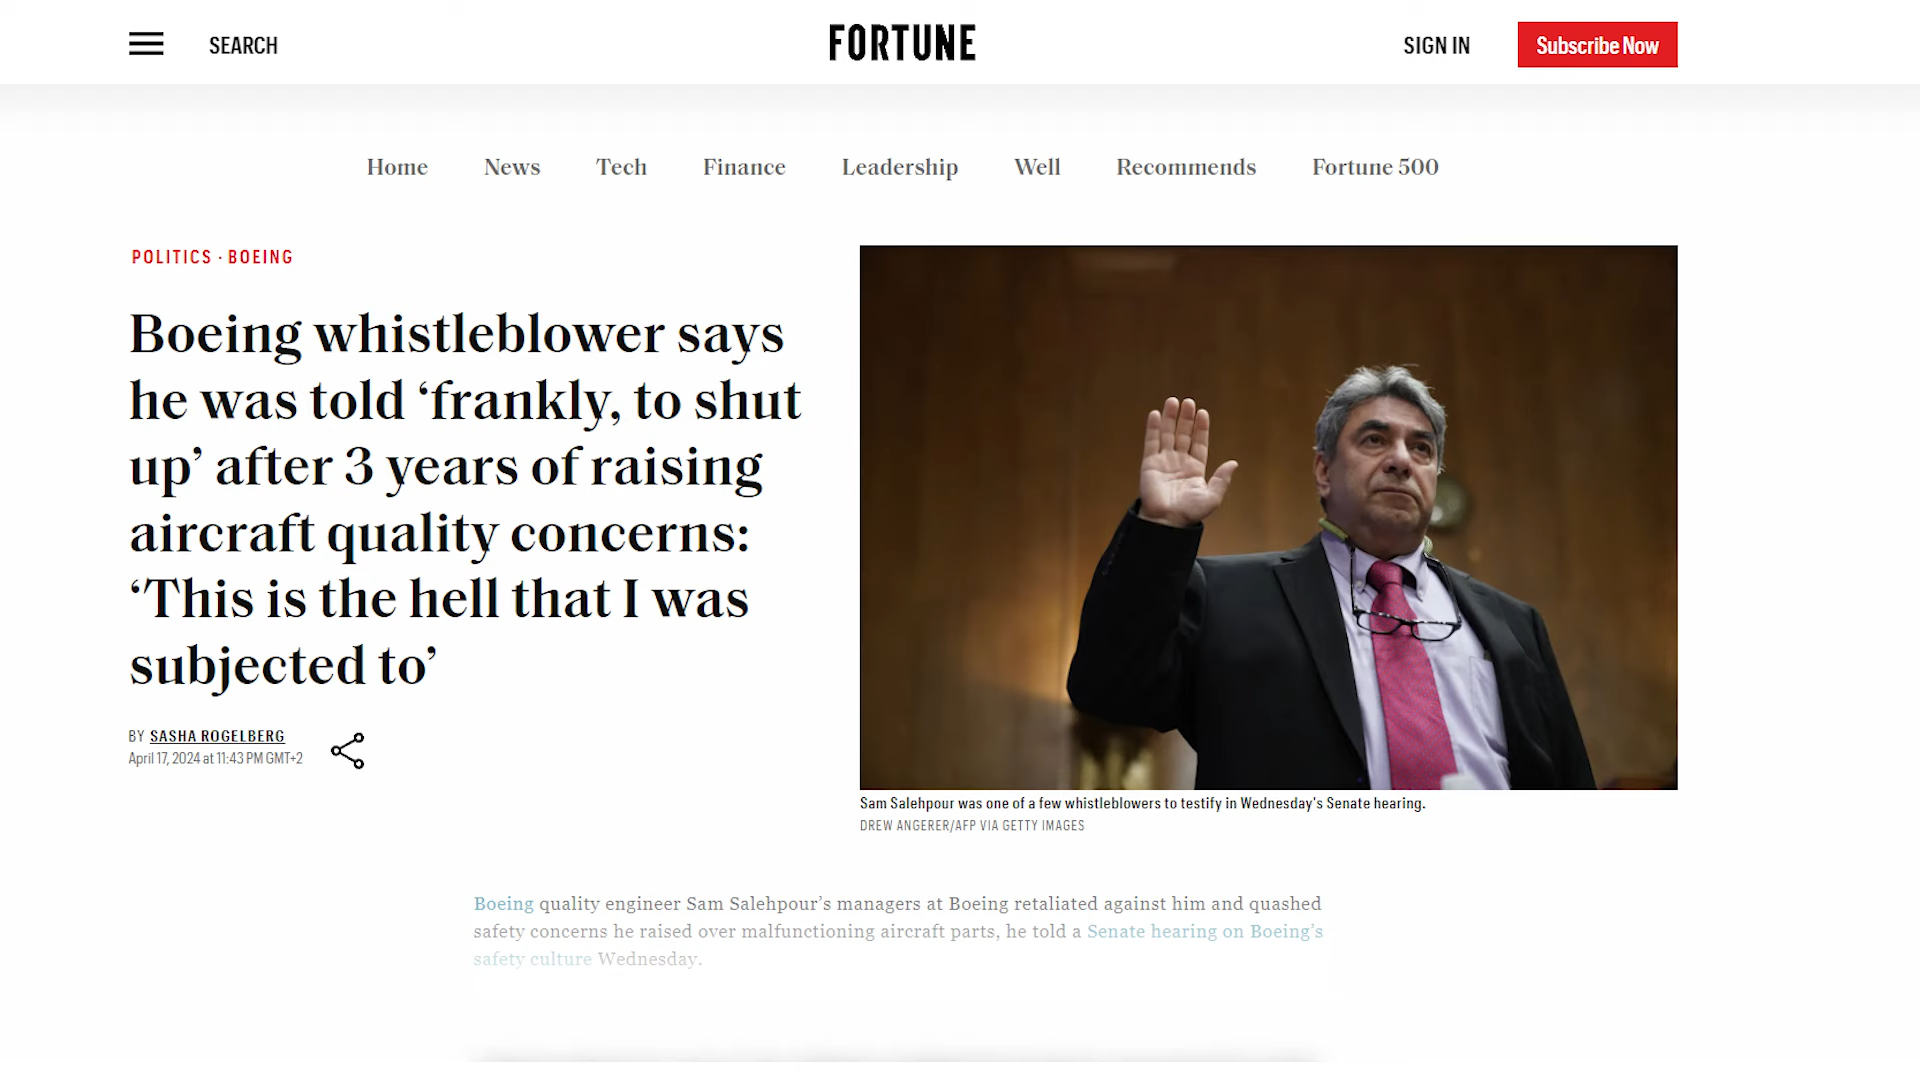 SEARCH
FORTUNE
SIGN IN
Subscribe Now
Home
News
Tech
Finance
Leadership
Well
Recommends
Fortune 500
POLITICS · BOEING
Boeing whistleblower says
he was told ‘frankly, to shut
up’ after 3 years of raising
aircraft quality concerns:
‘This is the hell that I was
subjected to’
BY SASHA ROGELBERG
April 17, 2024 at 11:43 PM GMT+2
Sam Salehpour was one of a few whistleblowers to testify in Wednesday's Senate hearing.
DREW ANGERER/AFP VIA GETTY IMAGES
Boeing quality engineer Sam Salehpour’s managers at Boeing retaliated against him and quashed
safety concerns he raised over malfunctioning aircraft parts, he told a Senate hearing on Boeing’s
safety culture Wednesday.